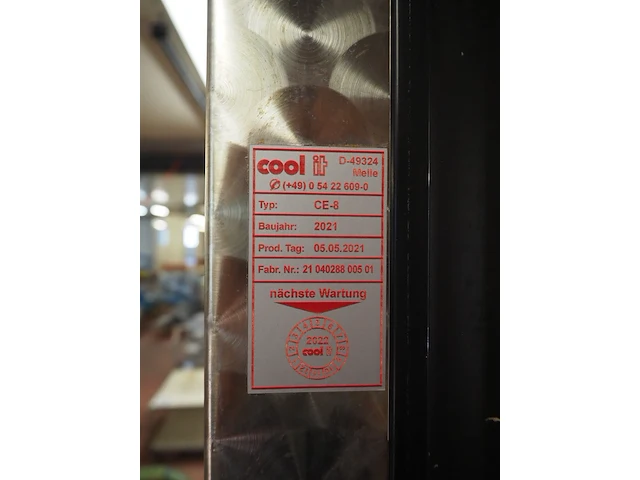 cool it D-49324
Melle
(+49) 0 54 22 609-0
Typ: CE-8
Baujahr: 2021
Prod. Tag: 05.05.2021
Fabr. Nr.: 21 040288 005 01
nächste Wartung
2022
cool it